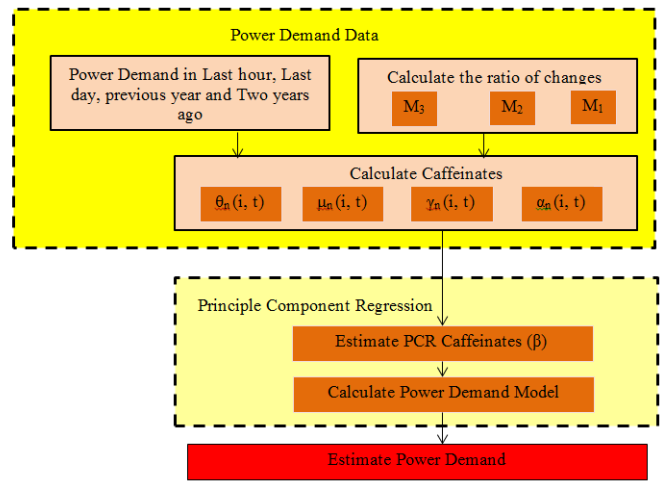 Power Demand Data
Power Demand in Last hour, Last
day, previous year and Two years
ago
Calculate the ratio of changes
M₃ M₂ M₁
Calculate Caffeinates
θₙ(i, t) μₙ(i, t) γₙ(i, t) αₙ(i, t)
Principle Component Regression
Estimate PCR Caffeinates (β)
Calculate Power Demand Model
Estimate Power Demand